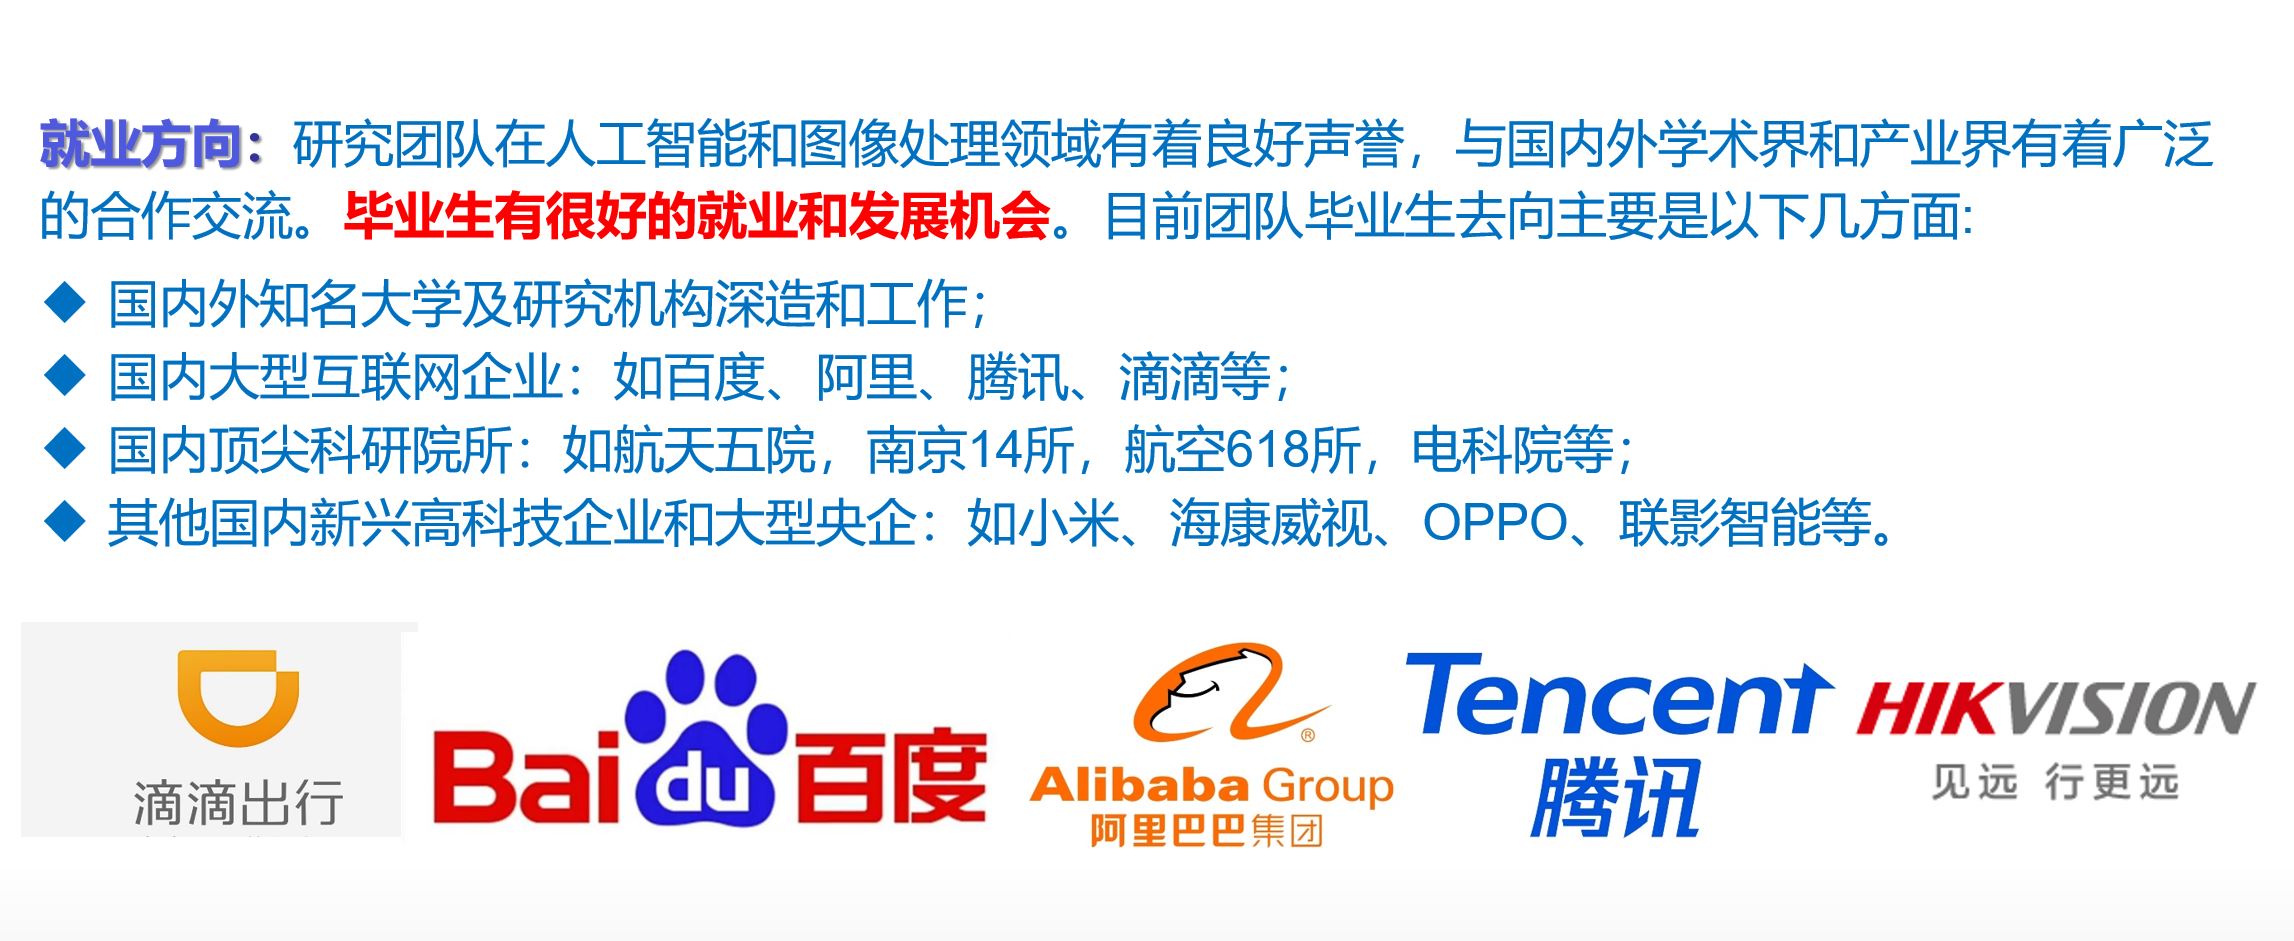 就业方向：研究团队在人工智能和图像处理领域有着良好声誉，与国内外学术界和产业界有着广泛
的合作交流。毕业生有很好的就业和发展机会。目前团队毕业生去向主要是以下几方面:
◆ 国内外知名大学及研究机构深造和工作；
◆ 国内大型互联网企业：如百度、阿里、腾讯、滴滴等；
◆ 国内顶尖科研院所：如航天五院，南京14所，航空618所，电科院等；
◆ 其他国内新兴高科技企业和大型央企：如小米、海康威视、OPPO、联影智能等。
滴滴出行
Baidu百度
Alibaba Group
阿里巴巴集团
Tencent
腾讯
HIKVISION
见远 行更远